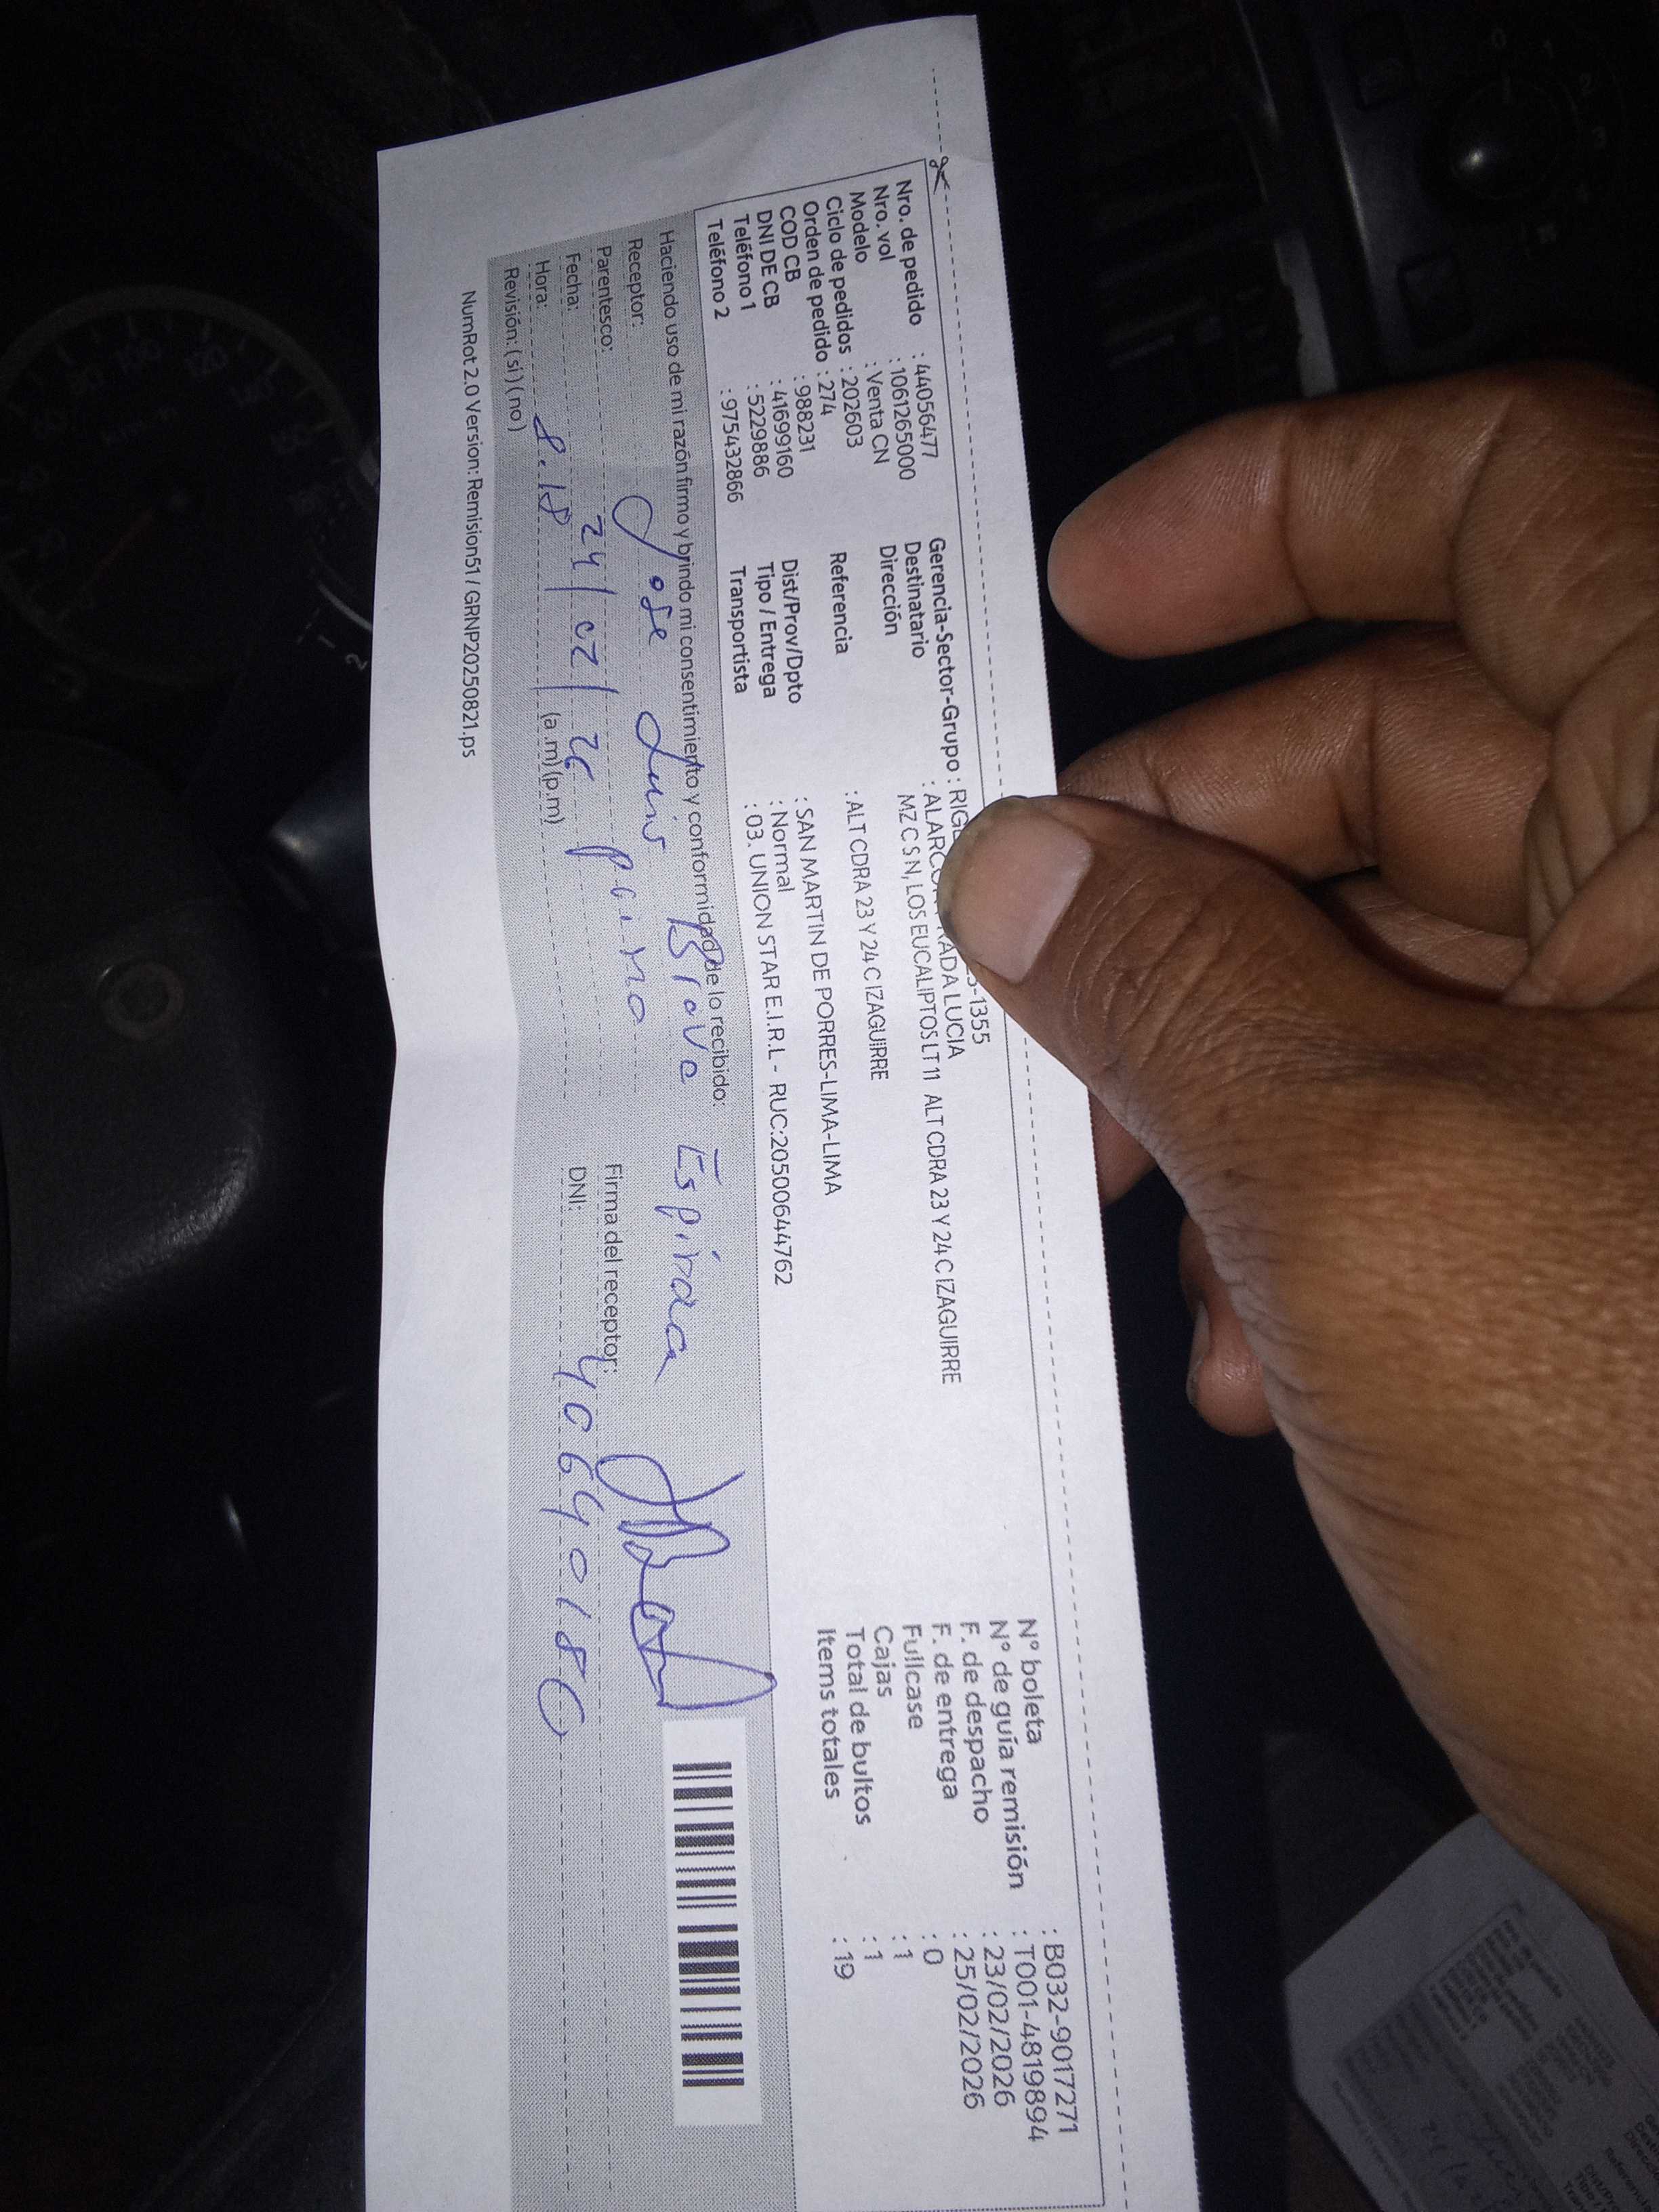 Nro. de pedido : 44056477
Nro. vol : 1061265000
Modelo : Venta CN
Ciclo de pedidos : 202603
Orden de pedido : 274
COD CB : 988231
DNI DE CB : 41699160
Teléfono 1 : 5229886
Teléfono 2 : 975432866
Gerencia-Sector-Grupo : -1355
Destinatario : LUCIA
Dirección MZ C S N, LOS EUCALIPTOS LT 11 ALT CDRA 23 Y 24 C IZAGUIRRE
Referencia : ALT CDRA 23 Y 24 C IZAGUIRRE
Dist/Prov/Dpto : SAN MARTIN DE PORRES-LIMA-LIMA
Tipo / Entrega : Normal
Transportista : 03. UNION STAR E.I.R.L - RUC:20500644762
N° boleta : B032-9017271
N° de guía remisión : T001-4819894
F. de despacho : 23/02/2026
F. de entrega : 25/02/2026
Fullcase : 0
Cajas : 1
Total de bultos : 1
Items totales : 19
Haciendo uso de mi razón firmo y brindo mi consentimiento y conformidad de lo recibido:
Receptor: Jose Luis Bravo Espinaca
Parentesco: Primo
Fecha: 24/02/26
Hora: 8.18 (a.m)(p.m)
Revisión: (si) (no)
Firma del receptor:
DNI:
NumRot 2.0 Version: Remision51 / GRNP20250821.ps